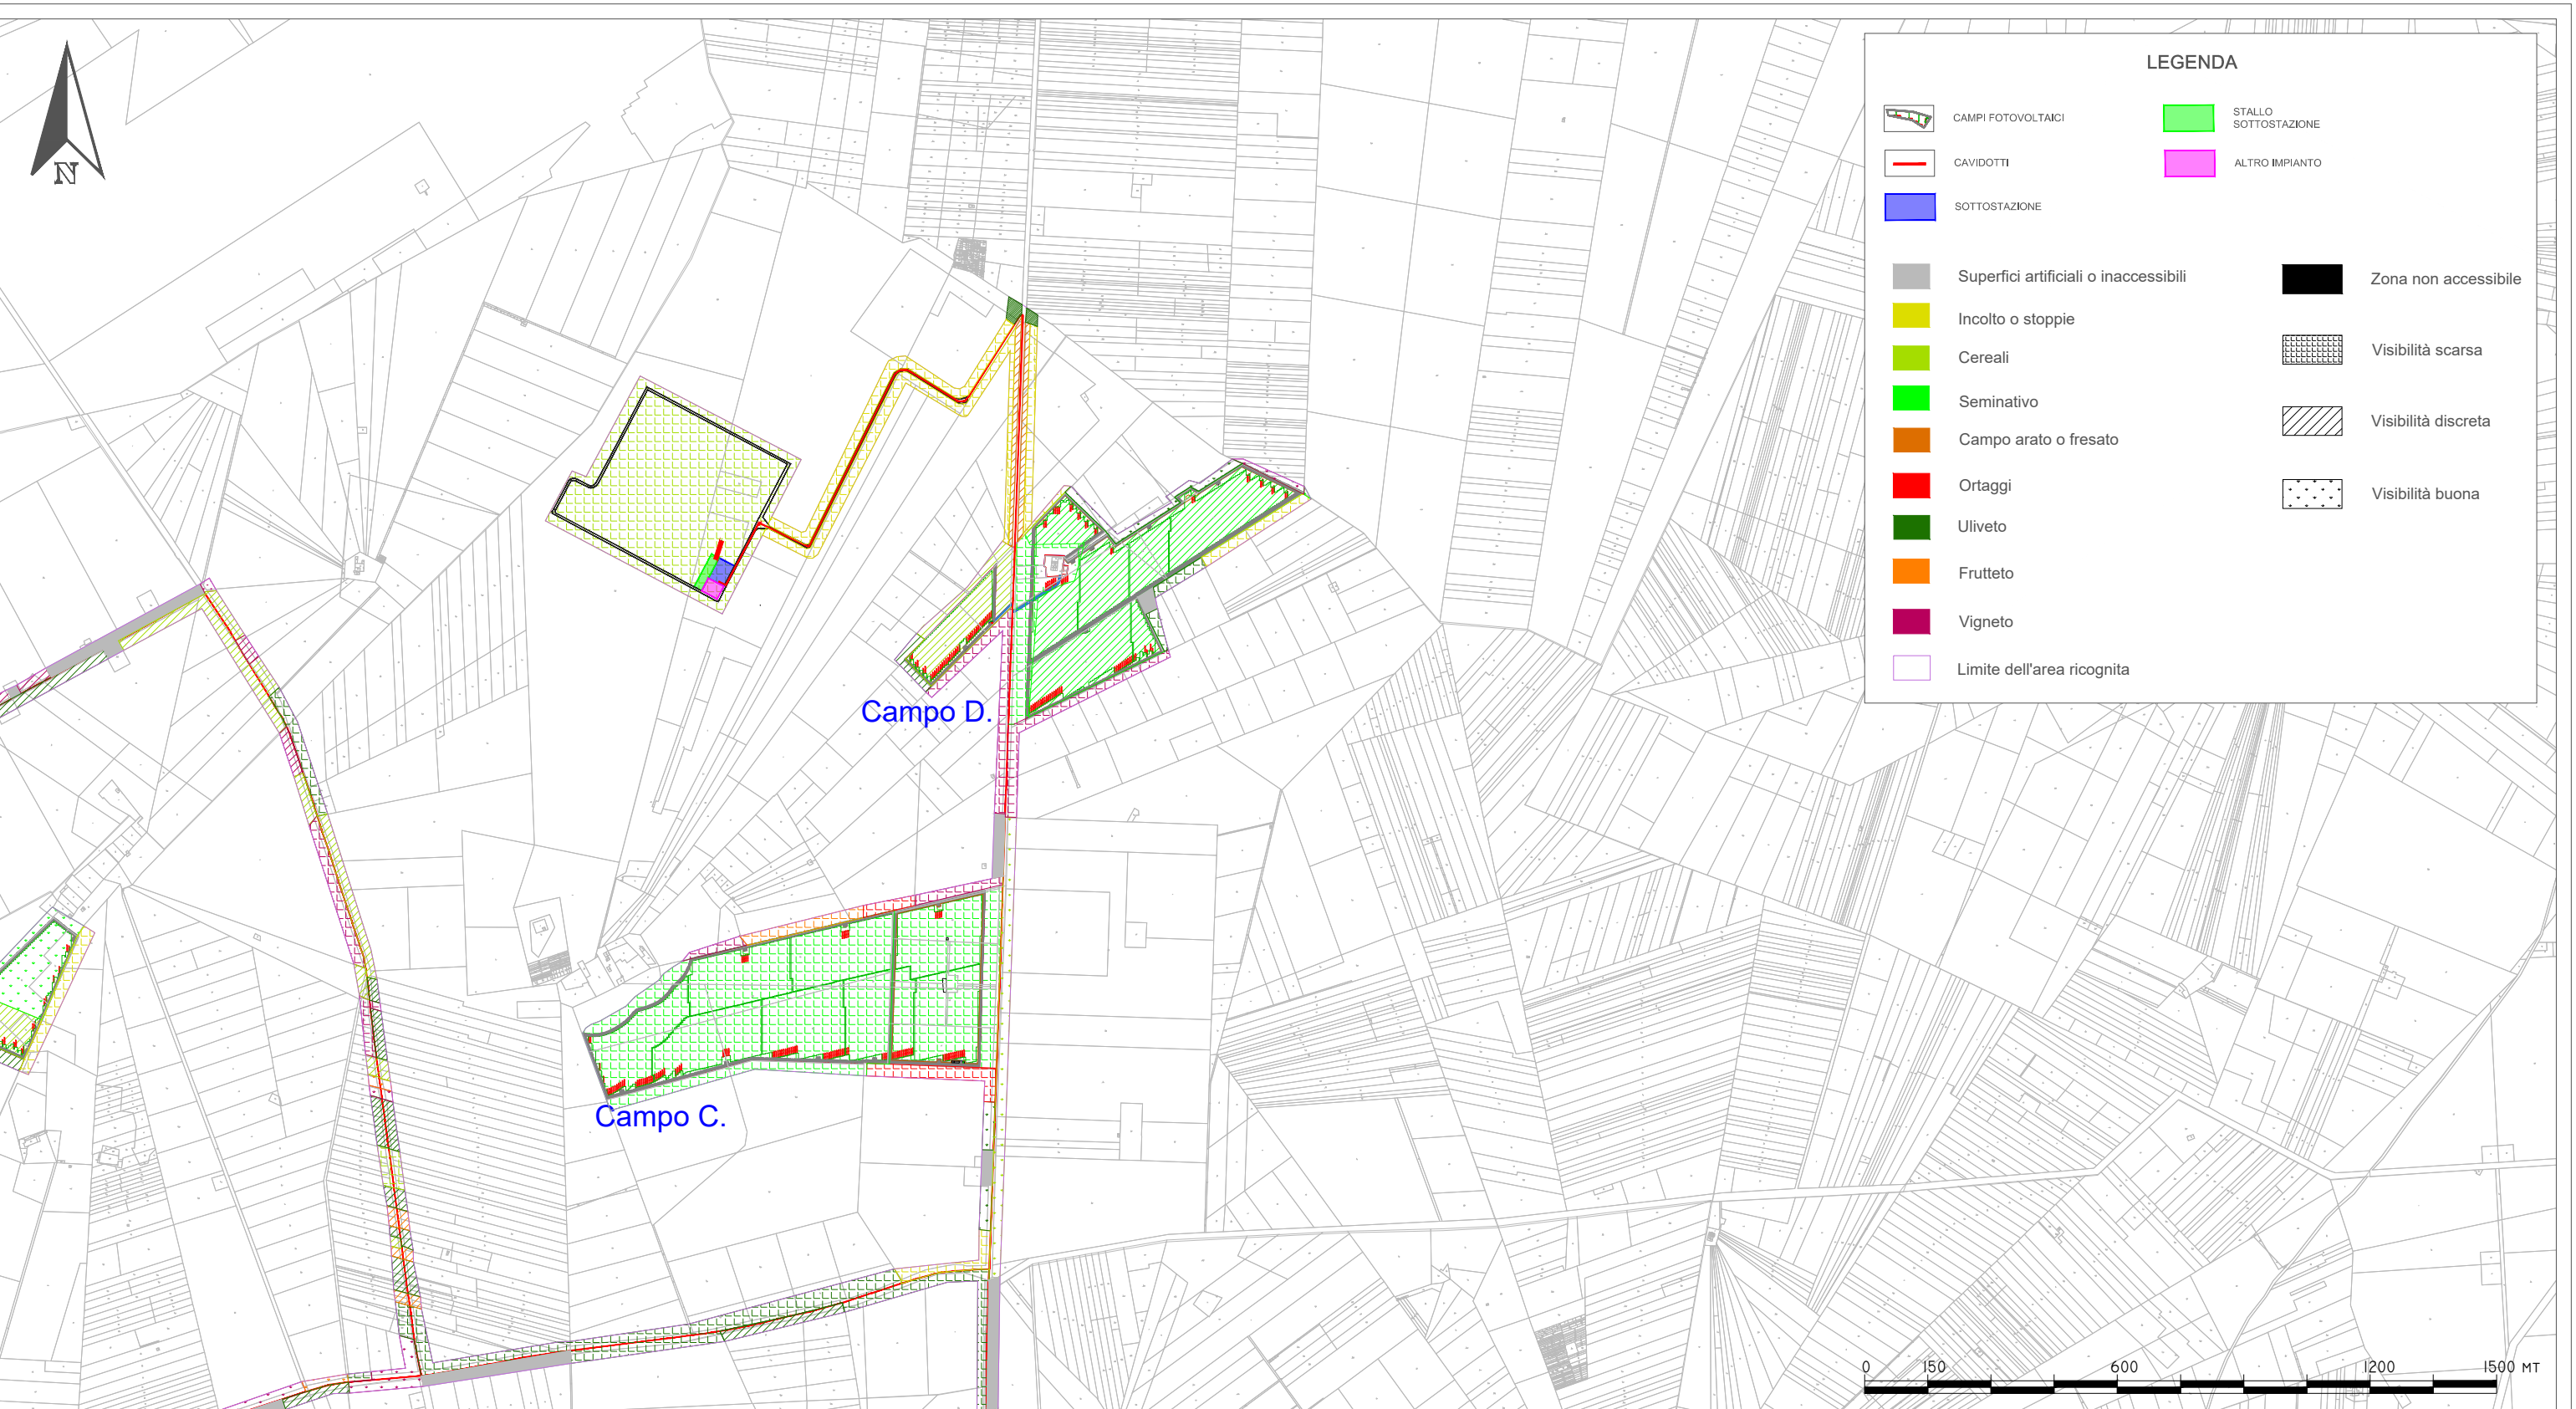 N
LEGENDA
CAMPI FOTOVOLTAICI
CAVIDOTTI
SOTTOSTAZIONE
STALLO
SOTTOSTAZIONE
ALTRO IMPIANTO
Superfici artificiali o inaccessibili
Incolto o stoppie
Cereali
Seminativo
Campo arato o fresato
Ortaggi
Uliveto
Frutteto
Vigneto
Limite dell'area ricognita
Zona non accessibile
Visibilità scarsa
Visibilità discreta
Visibilità buona
Campo D.
Campo C.
0 150 600 1200 1500 MT